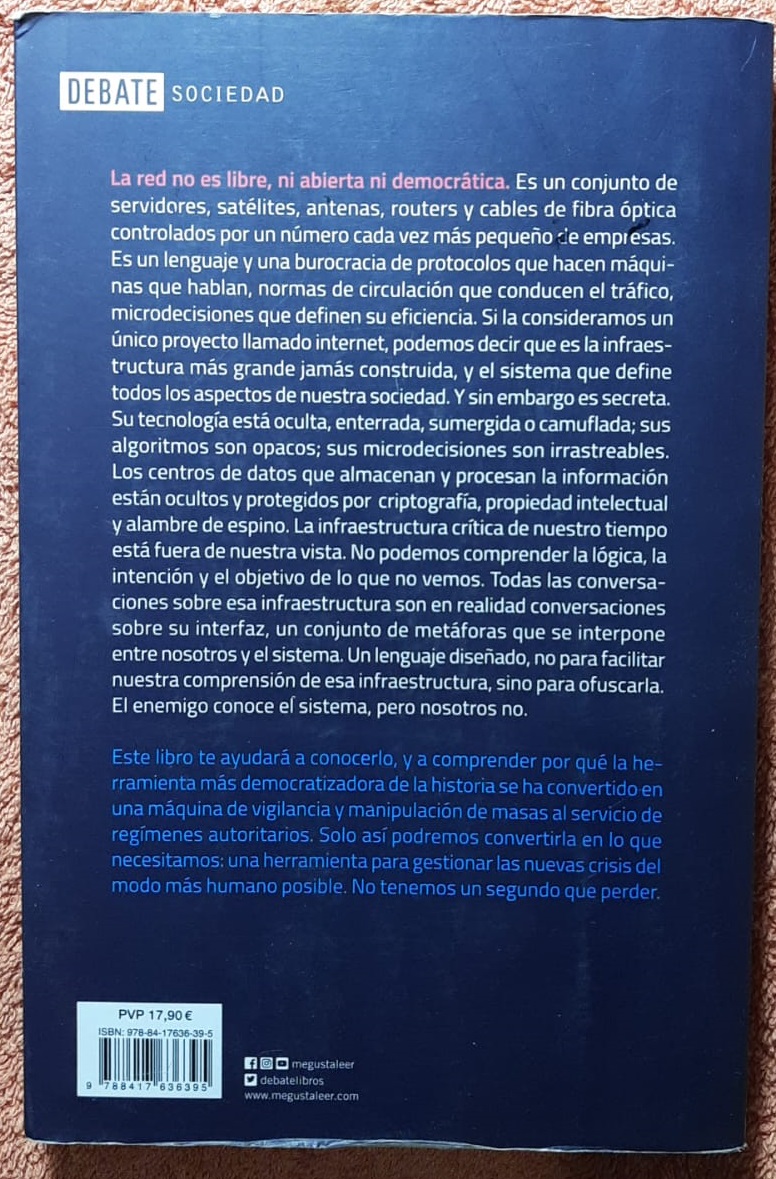 DEBATE SOCIEDAD
La red no es libre, ni abierta ni democrática. Es un conjunto de
servidores, satélites, antenas, routers y cables de fibra óptica
controlados por un número cada vez más pequeño de empresas.
Es un lenguaje y una burocracia de protocolos que hacen máqui-
nas que hablan, normas de circulación que conducen el tráfico,
microdecisiones que definen su eficiencia. Si la consideramos un
único proyecto llamado internet, podemos decir que es la infraes-
tructura más grande jamás construida, y el sistema que define
todos los aspectos de nuestra sociedad. Y sin embargo es secreta.
Su tecnología está oculta, enterrada, sumergida o camuflada; sus
algoritmos son opacos; sus microdecisiones son irrastreables.
Los centros de datos que almacenan y procesan la información
están ocultos y protegidos por criptografía, propiedad intelectual
y alambre de espino. La infraestructura crítica de nuestro tiempo
está fuera de nuestra vista. No podemos comprender la lógica, la
intención y el objetivo de lo que no vemos. Todas las conversa-
ciones sobre esa infraestructura son en realidad conversaciones
sobre su interfaz, un conjunto de metáforas que se interpone
entre nosotros y el sistema. Un lenguaje diseñado, no para facilitar
nuestra comprensión de esa infraestructura, sino para ofuscarla.
El enemigo conoce el sistema, pero nosotros no.
Este libro te ayudará a conocerlo, y a comprender por qué la he-
rramienta más democratizadora de la historia se ha convertido en
una máquina de vigilancia y manipulación de masas al servicio de
regímenes autoritarios. Solo así podremos convertirla en lo que
necesitamos: una herramienta para gestionar las nuevas crisis del
modo más humano posible. No tenemos un segundo que perder.
PVP 17,90 €
ISBN: 978-84-17636-39-5
9 788417 636395
megustaleer
debatelibros
www.megustaleer.com